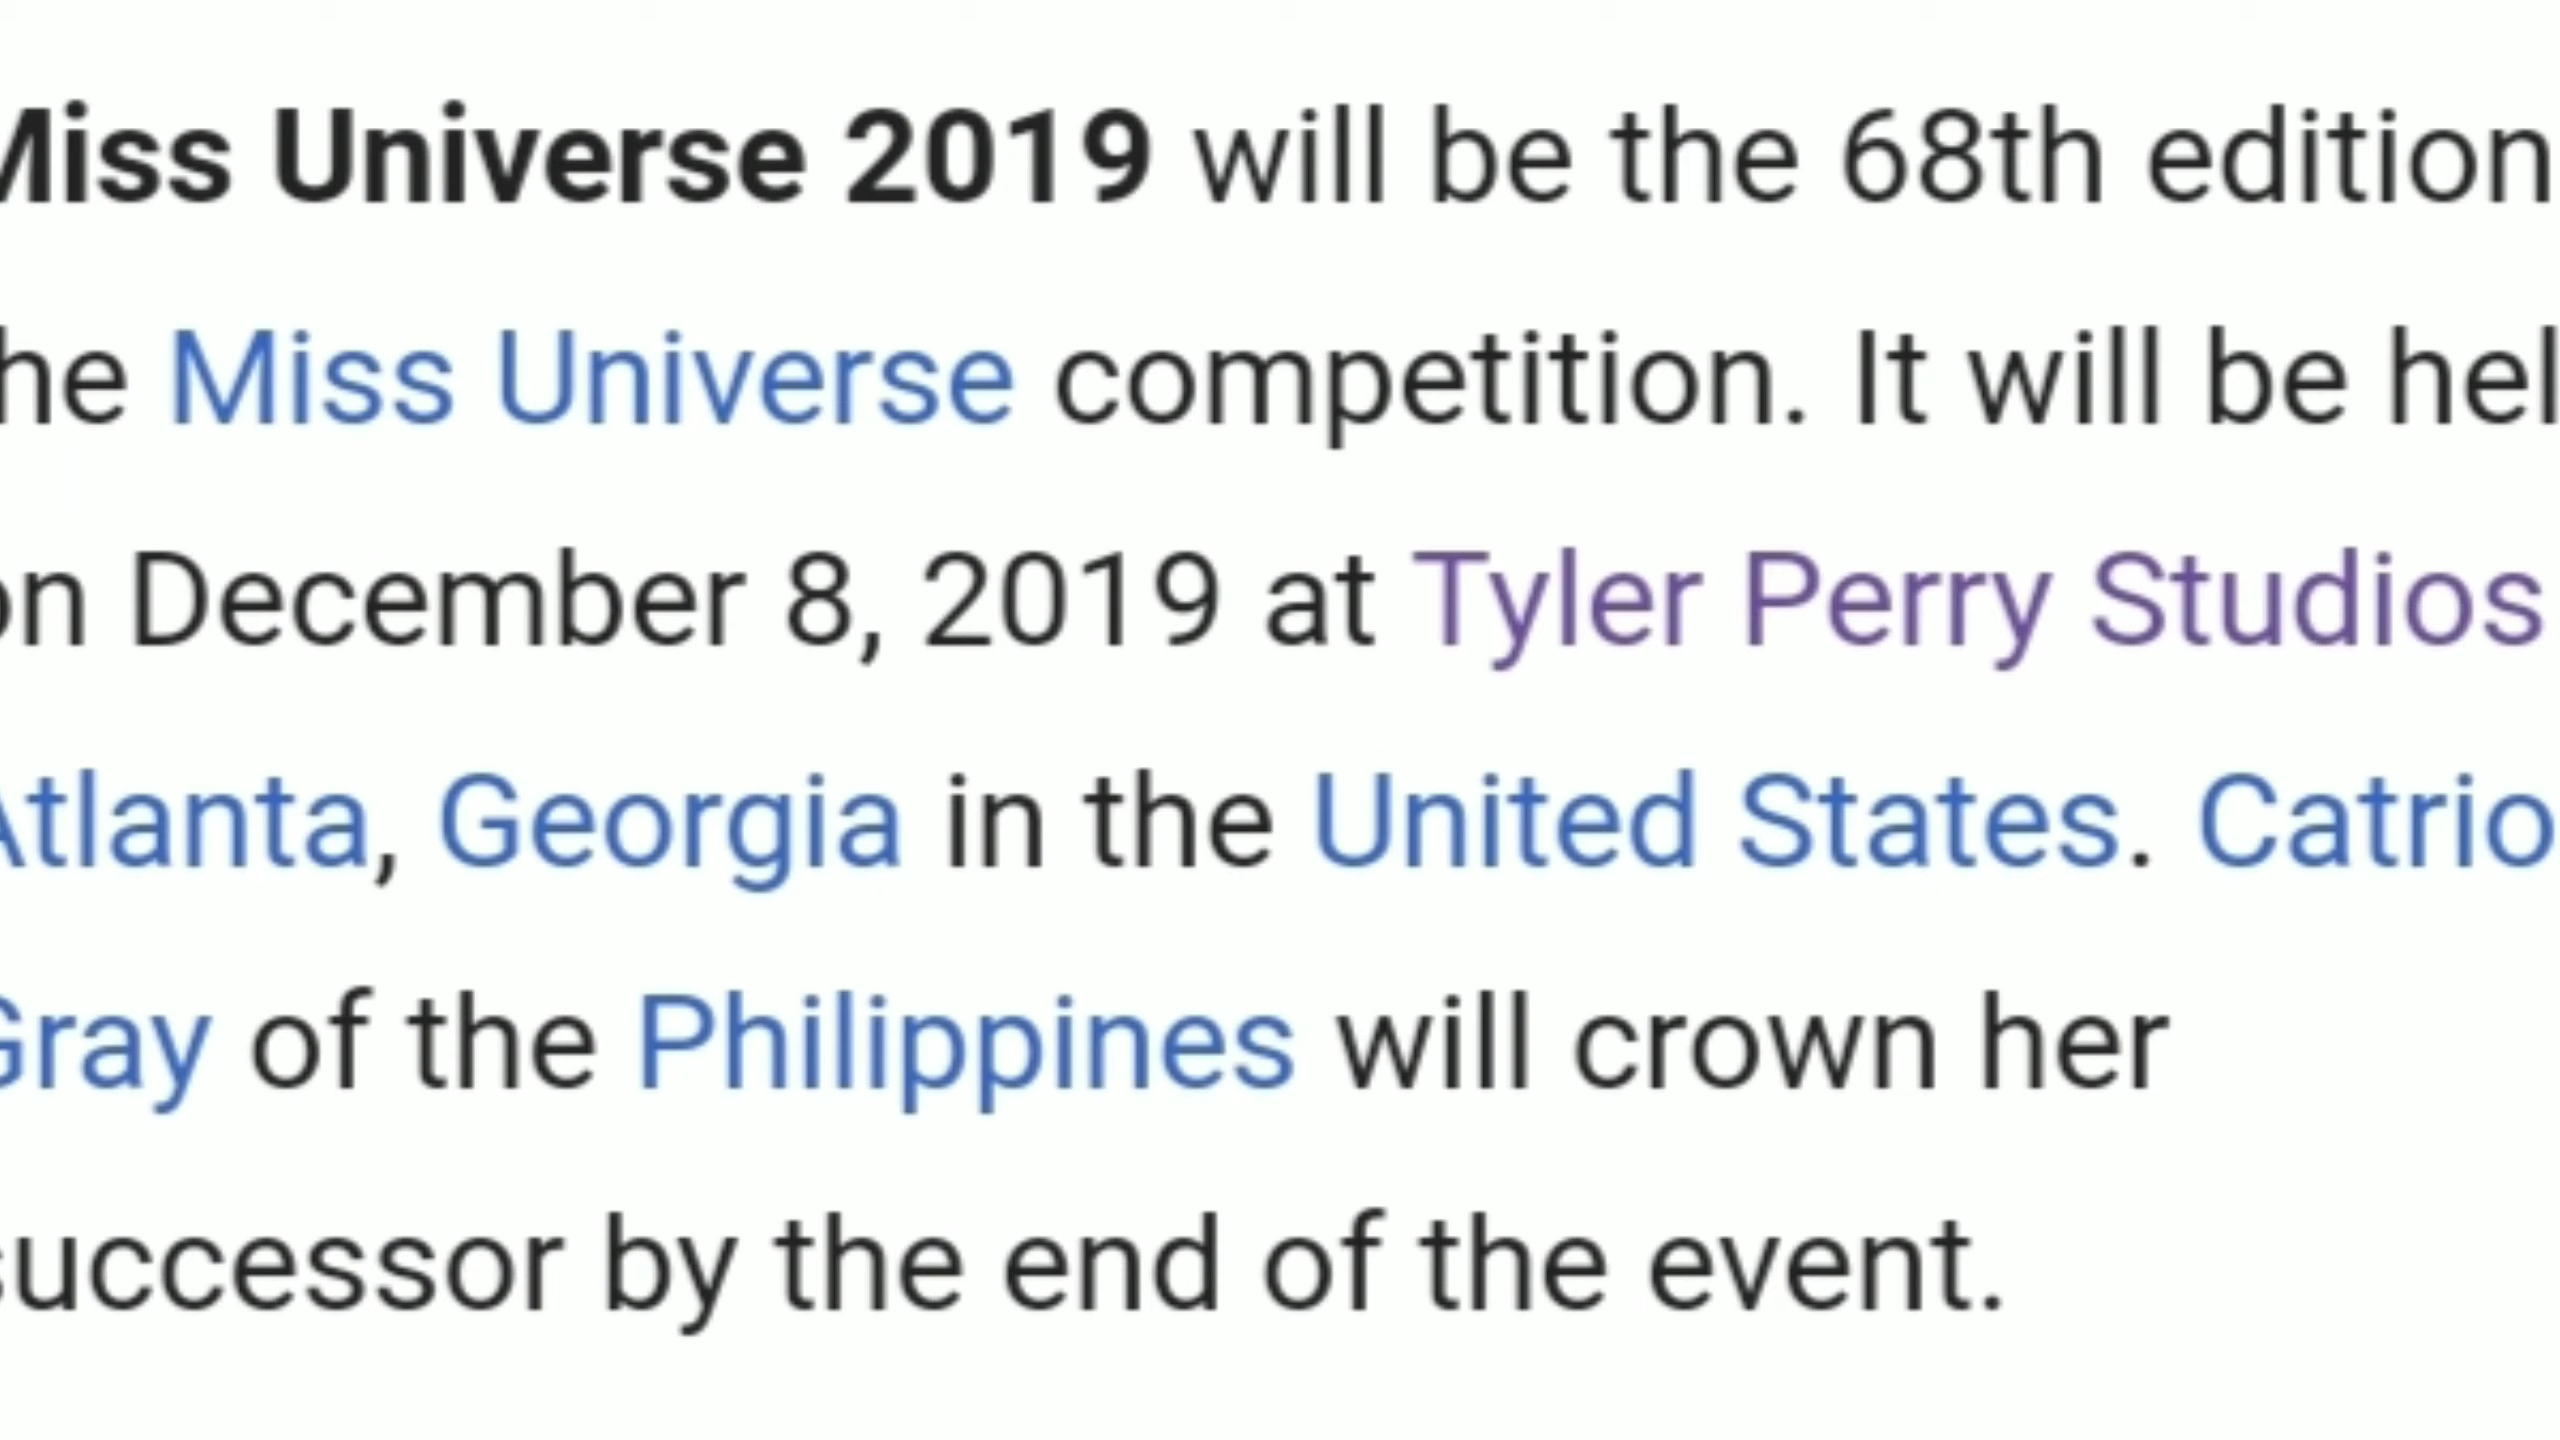 Miss Universe 2019 will be the 68th edition
he Miss Universe competition. It will be hel
on December 8, 2019 at Tyler Perry Studios
Atlanta, Georgia in the United States. Catrio
Gray of the Philippines will crown her
successor by the end of the event.